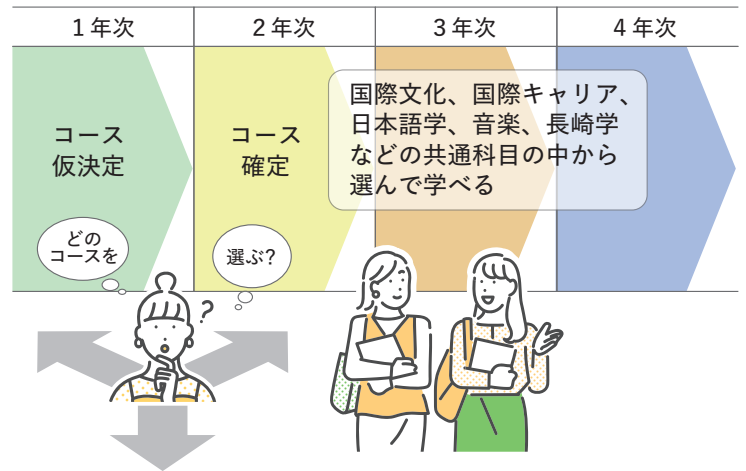 1年次
2年次
3年次
4年次
コース
仮決定
コース
確定
国際文化、国際キャリア、
日本語学、音楽、長崎学
などの共通科目の中から
選んで学べる
どの
コースを
選ぶ?
?